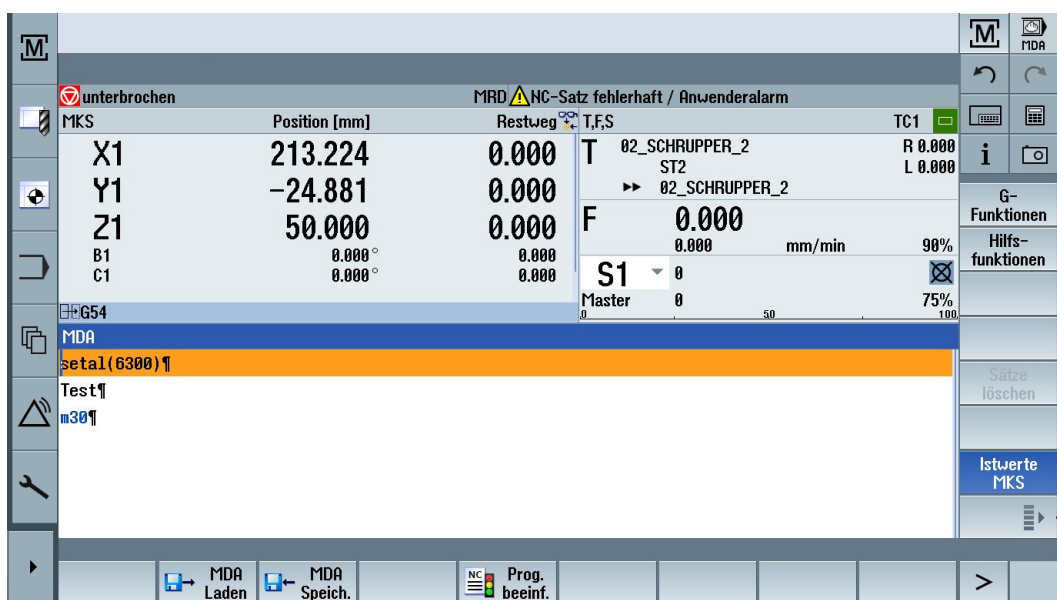 M
M
MDA
unterbrochen
MRD NC-Satz fehlerhaft / Anwenderalarm
MKS Position [mm] Restweg
X1 213.224 0.000
Y1 -24.881 0.000
Z1 50.000 0.000
B1 0.000° 0.000
C1 0.000° 0.000
G54
T,F,S TC1
T 02_SCHRUPPER_2 R 0.000
ST2 L 0.000
02_SCHRUPPER_2
F 0.000
0.000 mm/min 90%
S1 0
Master 0 75%
0 50 100
MDA
setal(6300)¶
Test¶
m30¶
i
G-
Funktionen
Hilfs-
funktionen
Sätze
löschen
Istwerte
MKS
MDA
Laden
MDA
Speich.
NC
Prog.
beeinf.
>